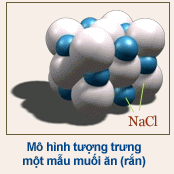 NaCl
Mô hình tượng trưng
một mẫu muối ăn (rắn)